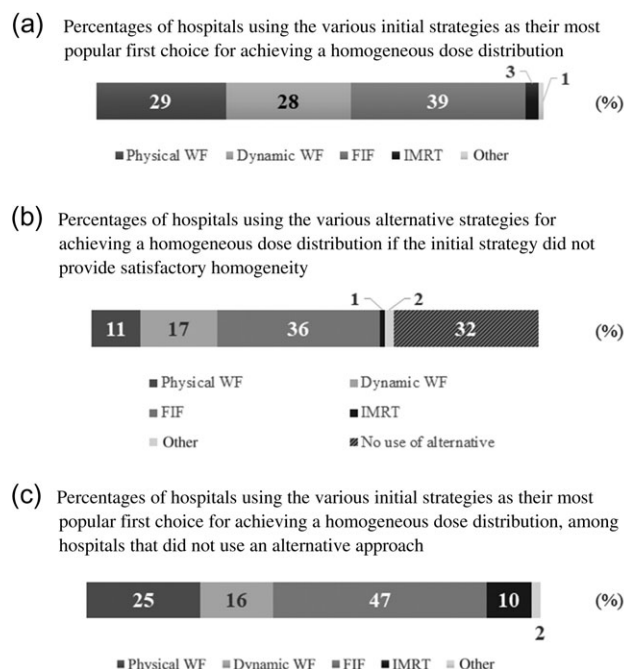 (a) Percentages of hospitals using the various initial strategies as their most
popular first choice for achieving a homogeneous dose distribution
3
1
29 28 39 (%)
Physical WF Dynamic WF FIF IMRT Other
(b) Percentages of hospitals using the various alternative strategies for
achieving a homogeneous dose distribution if the initial strategy did not
provide satisfactory homogeneity
1 2
11 17 36 32 (%)
Physical WF Dynamic WF
FIF IMRT
Other No use of alternative
(c) Percentages of hospitals using the various initial strategies as their most
popular first choice for achieving a homogeneous dose distribution, among
hospitals that did not use an alternative approach
25 16 47 10 (%)
2
Physical WF Dynamic WF FIF IMRT Other